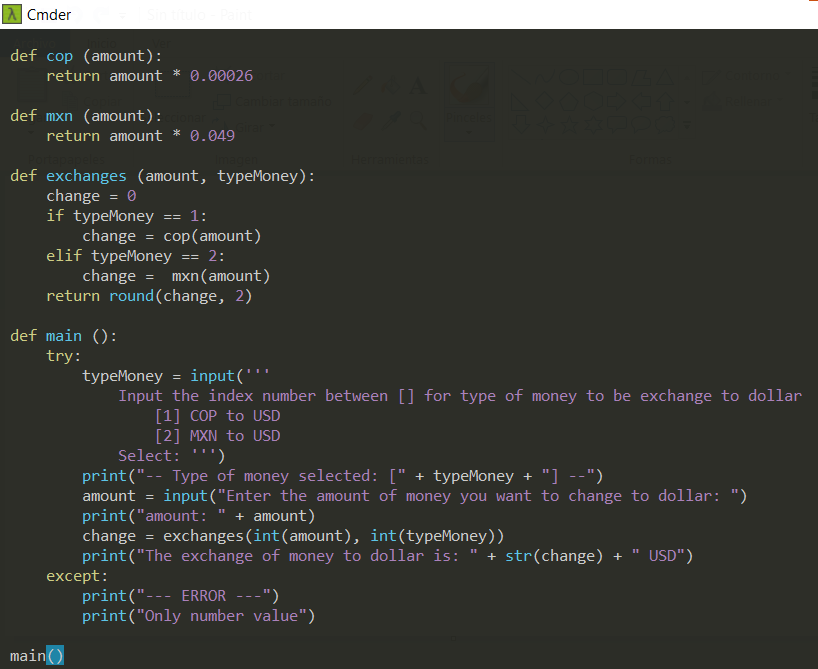 Cmder
def cop (amount):
    return amount * 0.00026
def mxn (amount):
    return amount * 0.049
def exchanges (amount, typeMoney):
    change = 0
    if typeMoney == 1:
        change = cop(amount)
    elif typeMoney == 2:
        change =  mxn(amount)
    return round(change, 2)
def main ():
    try:
        typeMoney = input('''
            Input the index number between [] for type of money to be exchange to dollar
                [1] COP to USD
                [2] MXN to USD
            Select: ''')
        print("-- Type of money selected: [" + typeMoney + "] --")
        amount = input("Enter the amount of money you want to change to dollar: ")
        print("amount: " + amount)
        change = exchanges(int(amount), int(typeMoney))
        print("The exchange of money to dollar is: " + str(change) + " USD")
    except:
        print("--- ERROR ---")
        print("Only number value")
main()